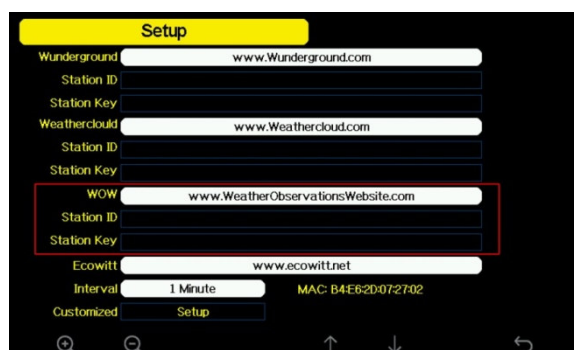 Setup
Wunderground www.Wunderground.com
Station ID
Station Key
Weatherclould www.Weathercloud.com
Station ID
Station Key
WOW www.WeatherObservationsWebsite.com
Station ID
Station Key
Ecowitt www.ecowitt.net
Interval 1 Minute MAC: B4:E6:2D:07:27:02
Customized Setup